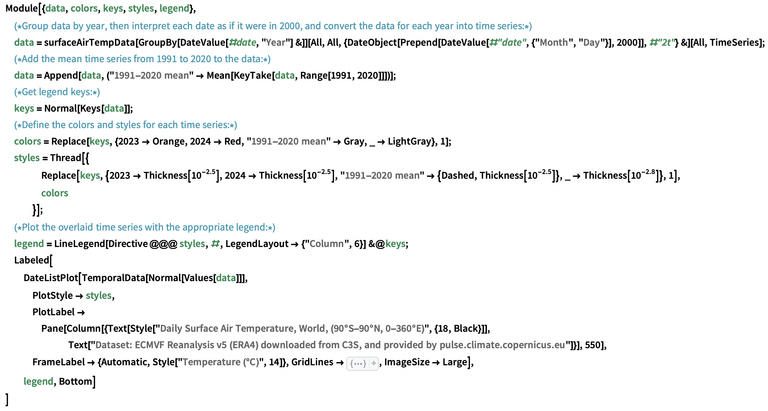 Module[{data, colors, keys, styles, legend},
(*Group data by year, then interpret each date as if it were in 2000, and convert the data for each year into time series:*)
data = surfaceAirTempData[GroupBy[DateValue[#date, "Year"] &]][All, All, {DateObject[Prepend[DateValue[#"date", {"Month", "Day"}], 2000]], #"2t"} &][All, TimeSeries];
(*Add the mean time series from 1991 to 2020 to the data:*)
data = Append[data, ("1991–2020 mean" → Mean[KeyTake[data, Range[1991, 2020]]])];
(*Get legend keys:*)
keys = Normal[Keys[data]];
(*Define the colors and styles for each time series:*)
colors = Replace[keys, {2023 → Orange, 2024 → Red, "1991–2020 mean" → Gray, _ → LightGray}, 1];
styles = Thread[{
Replace[keys, {2023 → Thickness[10^-2.5], 2024 → Thickness[10^-2.5], "1991–2020 mean" → {Dashed, Thickness[10^-2.5]}, _ → Thickness[10^-2.8]}, 1],
colors
}];
(*Plot the overlaid time series with the appropriate legend:*)
legend = LineLegend[Directive @@@ styles, #, LegendLayout → {"Column", 6}] &@keys;
Labeled[
DateListPlot[TemporalData[Normal[Values[data]]],
PlotStyle → styles,
PlotLabel →
Pane[Column[{Text[Style["Daily Surface Air Temperature, World, (90°S–90°N, 0–360°E)", {18, Black}]],
Text["Dataset: ECMVF Reanalysis v5 (ERA4) downloaded from C3S, and provided by pulse.climate.copernicus.eu"]}], 550],
FrameLabel → {Automatic, Style["Temperature (°C)", 14]}, GridLines → {⋯} +, ImageSize → Large],
legend, Bottom]
]